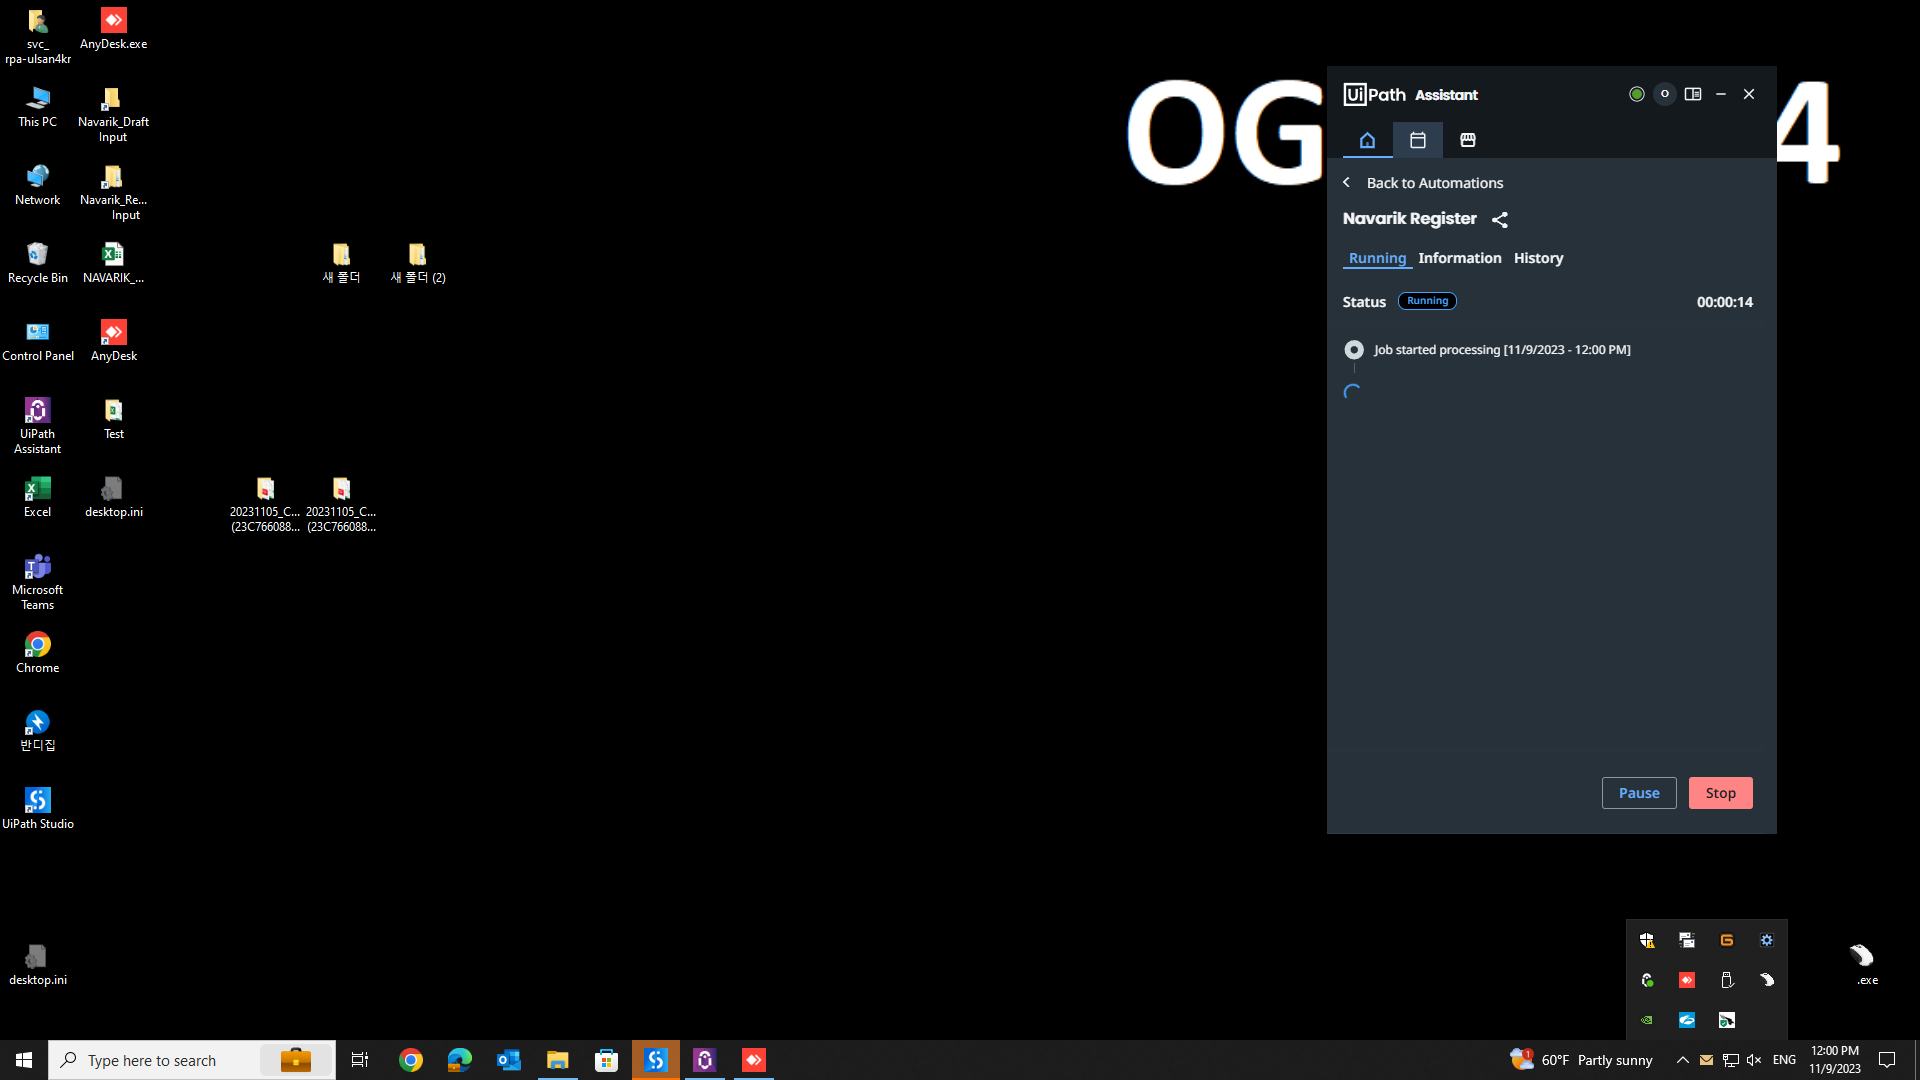 svc_
rpa-ulsan4kr
AnyDesk.exe
This PC
Navarik_Draft
Input
Network
Navarik_Re...
Input
Recycle Bin
NAVARIK_...
새 폴더
새 폴더 (2)
Control Panel
AnyDesk
UiPath
Assistant
Test
Excel
desktop.ini
20231105_C...
(23C766088...
20231105_C...
(23C766088...
Microsoft
Teams
Chrome
반디집
UiPath Studio
desktop.ini
OG
4
UiPath Assistant
O
Back to Automations
Navarik Register
Running Information History
Status Running 00:00:14
Job started processing [11/9/2023 - 12:00 PM]
Pause Stop
.exe
Type here to search
1
60°F Partly sunny
ENG
12:00 PM
11/9/2023